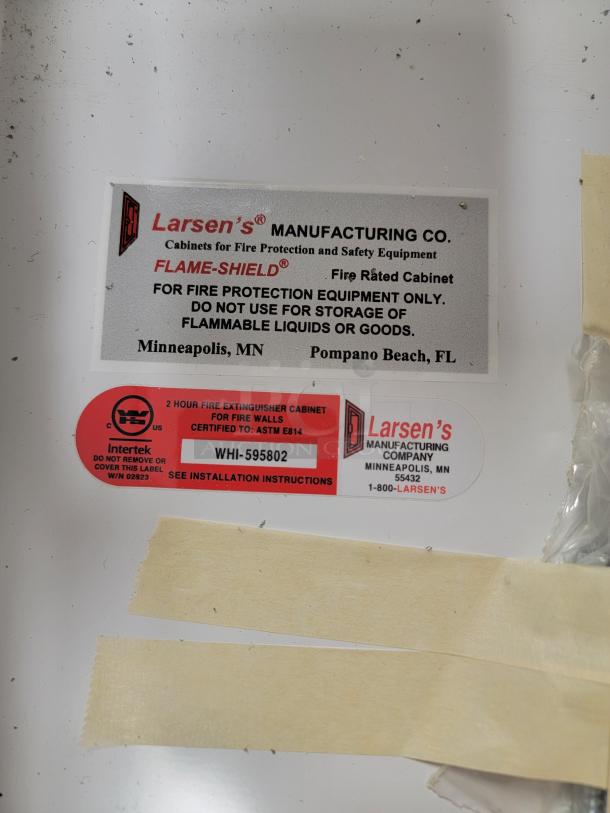 Larsen's® MANUFACTURING CO.
Cabinets for Fire Protection and Safety Equipment
FLAME-SHIELD® Fire Rated Cabinet
FOR FIRE PROTECTION EQUIPMENT ONLY.
DO NOT USE FOR STORAGE OF
FLAMMABLE LIQUIDS OR GOODS.
Minneapolis, MN Pompano Beach, FL
C US
Intertek
DO NOT REMOVE OR
COVER THIS LABEL
W/N 02823
2 HOUR FIRE EXTINGUISHER CABINET
FOR FIRE WALLS
CERTIFIED TO: ASTM E814
WHI-595802
SEE INSTALLATION INSTRUCTIONS
Larsen's
MANUFACTURING
COMPANY
MINNEAPOLIS, MN
55432
1-800-LARSEN'S